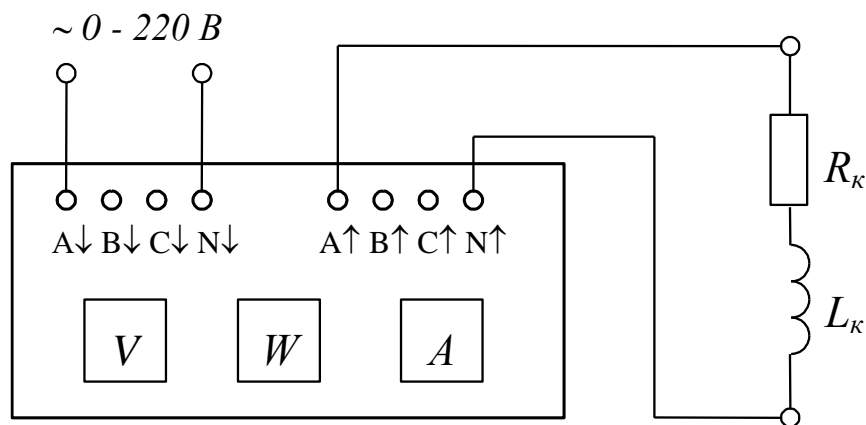 ~ 0 - 220 В
A↓ B↓ C↓ N↓
A↑ B↑ C↑ N↑
Rк
Lк
V
W
A